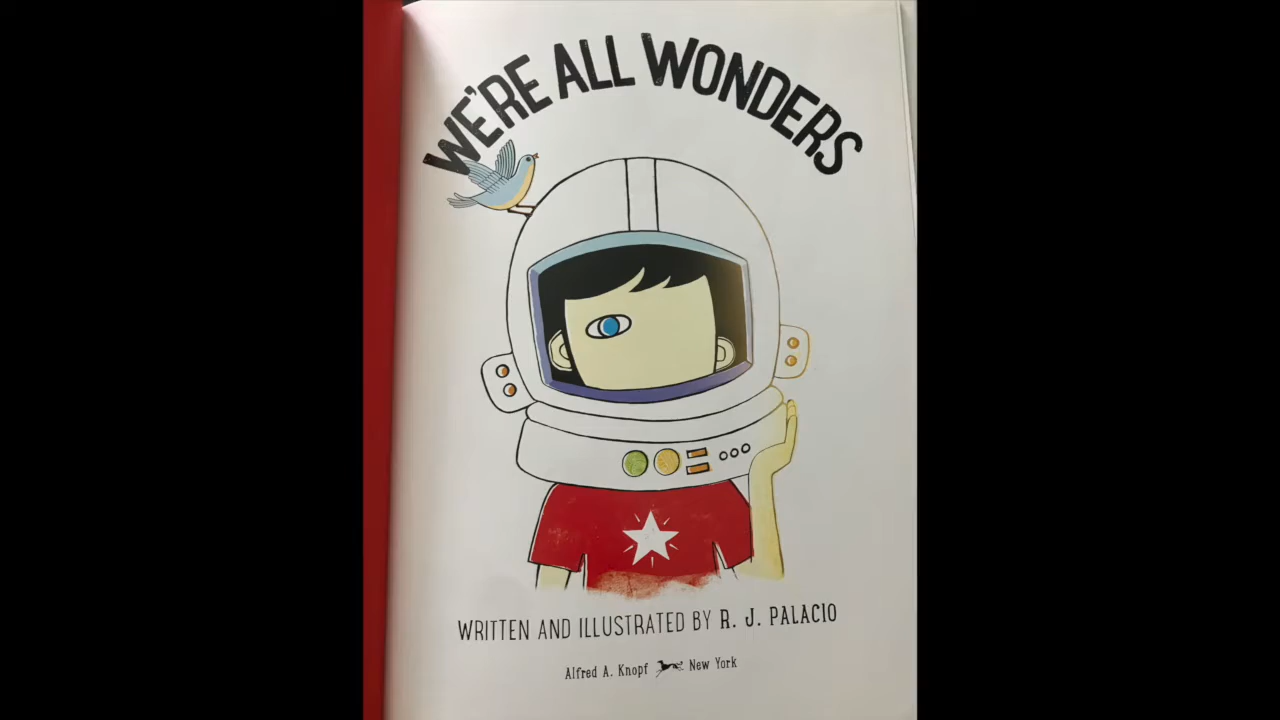 WE'RE ALL WONDERS
WRITTEN AND ILLUSTRATED BY R. J. PALACIO
Alfred A. Knopf New York